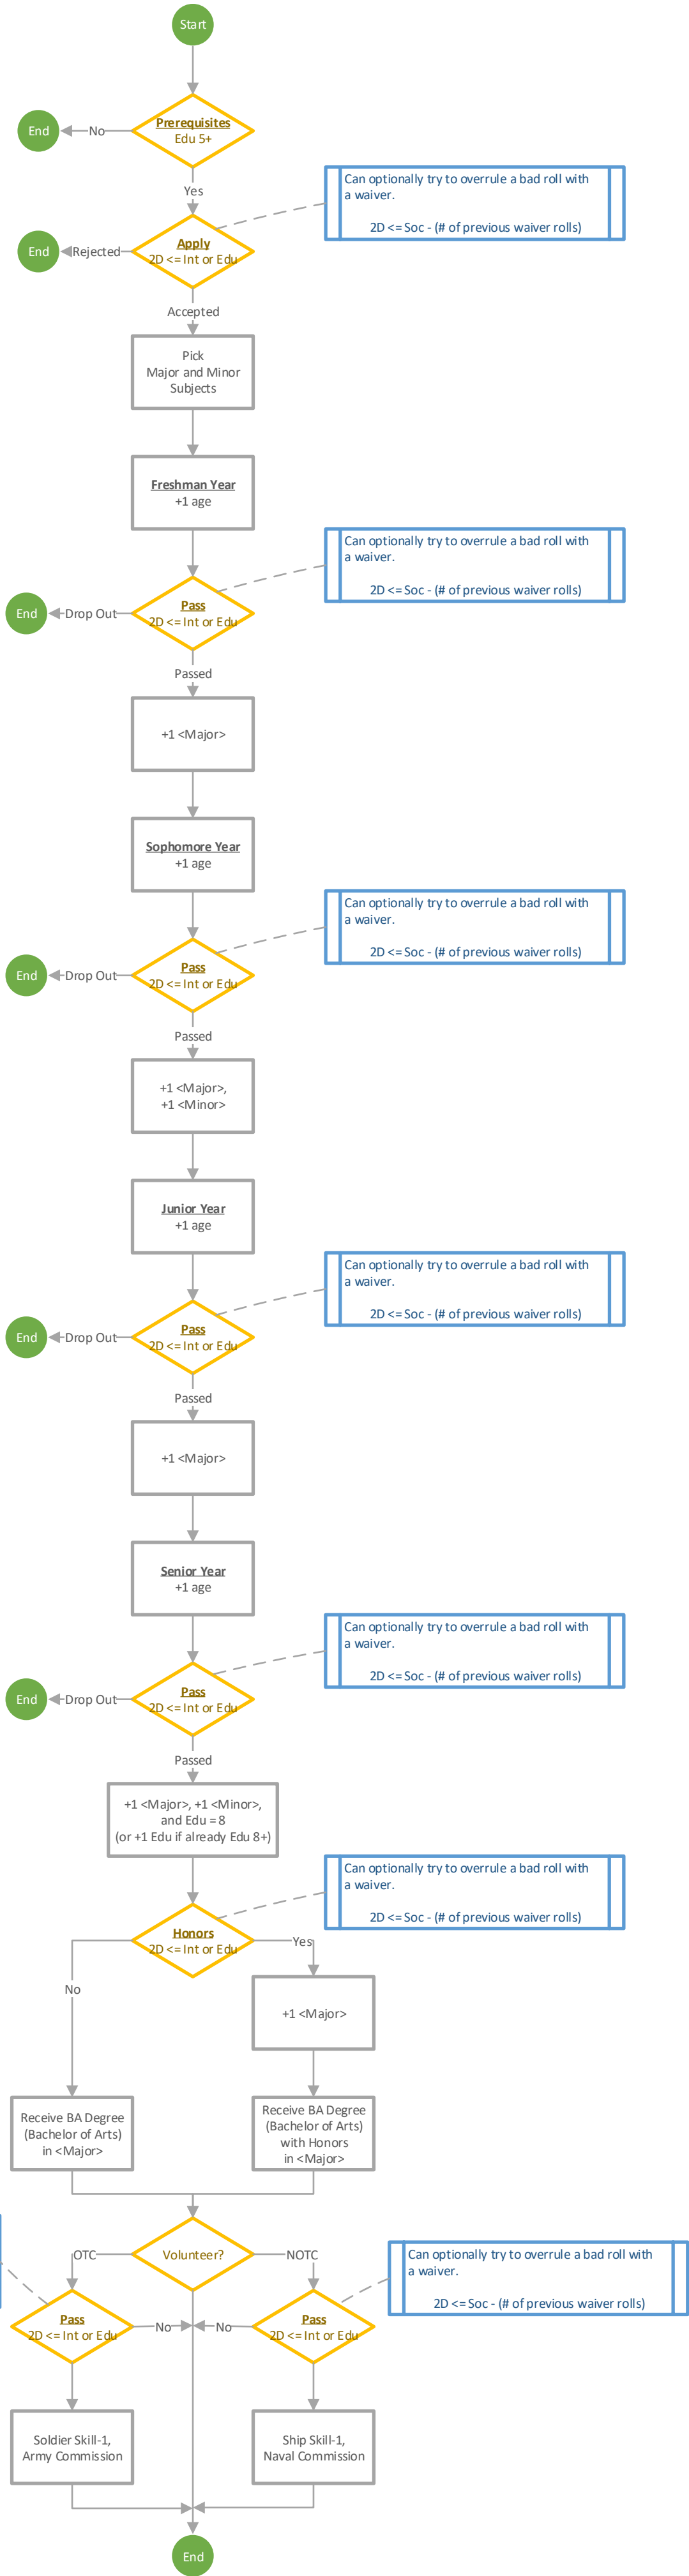 Start
Prerequisites
Edu 5+
End
No
Yes
Can optionally try to overrule a bad roll with
a waiver.
2D <= Soc - (# of previous waiver rolls)
Apply
2D <= Int or Edu
End
Rejected
Accepted
Pick
Major and Minor
Subjects
Freshman Year
+1 age
Can optionally try to overrule a bad roll with
a waiver.
2D <= Soc - (# of previous waiver rolls)
Pass
2D <= Int or Edu
End
Drop Out
Passed
+1 <Major>
Sophomore Year
+1 age
Can optionally try to overrule a bad roll with
a waiver.
2D <= Soc - (# of previous waiver rolls)
Pass
2D <= Int or Edu
End
Drop Out
Passed
+1 <Major>,
+1 <Minor>
Junior Year
+1 age
Can optionally try to overrule a bad roll with
a waiver.
2D <= Soc - (# of previous waiver rolls)
Pass
2D <= Int or Edu
End
Drop Out
Passed
+1 <Major>
Senior Year
+1 age
Can optionally try to overrule a bad roll with
a waiver.
2D <= Soc - (# of previous waiver rolls)
Pass
2D <= Int or Edu
End
Drop Out
Passed
+1 <Major>, +1 <Minor>,
and Edu = 8
(or +1 Edu if already Edu 8+)
Can optionally try to overrule a bad roll with
a waiver.
2D <= Soc - (# of previous waiver rolls)
Honors
2D <= Int or Edu
Yes
No
+1 <Major>
Receive BA Degree
(Bachelor of Arts)
in <Major>
Receive BA Degree
(Bachelor of Arts)
with Honors
in <Major>
OTC
Volunteer?
NOTC
Can optionally try to overrule a bad roll with
a waiver.
2D <= Soc - (# of previous waiver rolls)
Pass
2D <= Int or Edu
No
No
Pass
2D <= Int or Edu
Soldier Skill-1,
Army Commission
Ship Skill-1,
Naval Commission
End